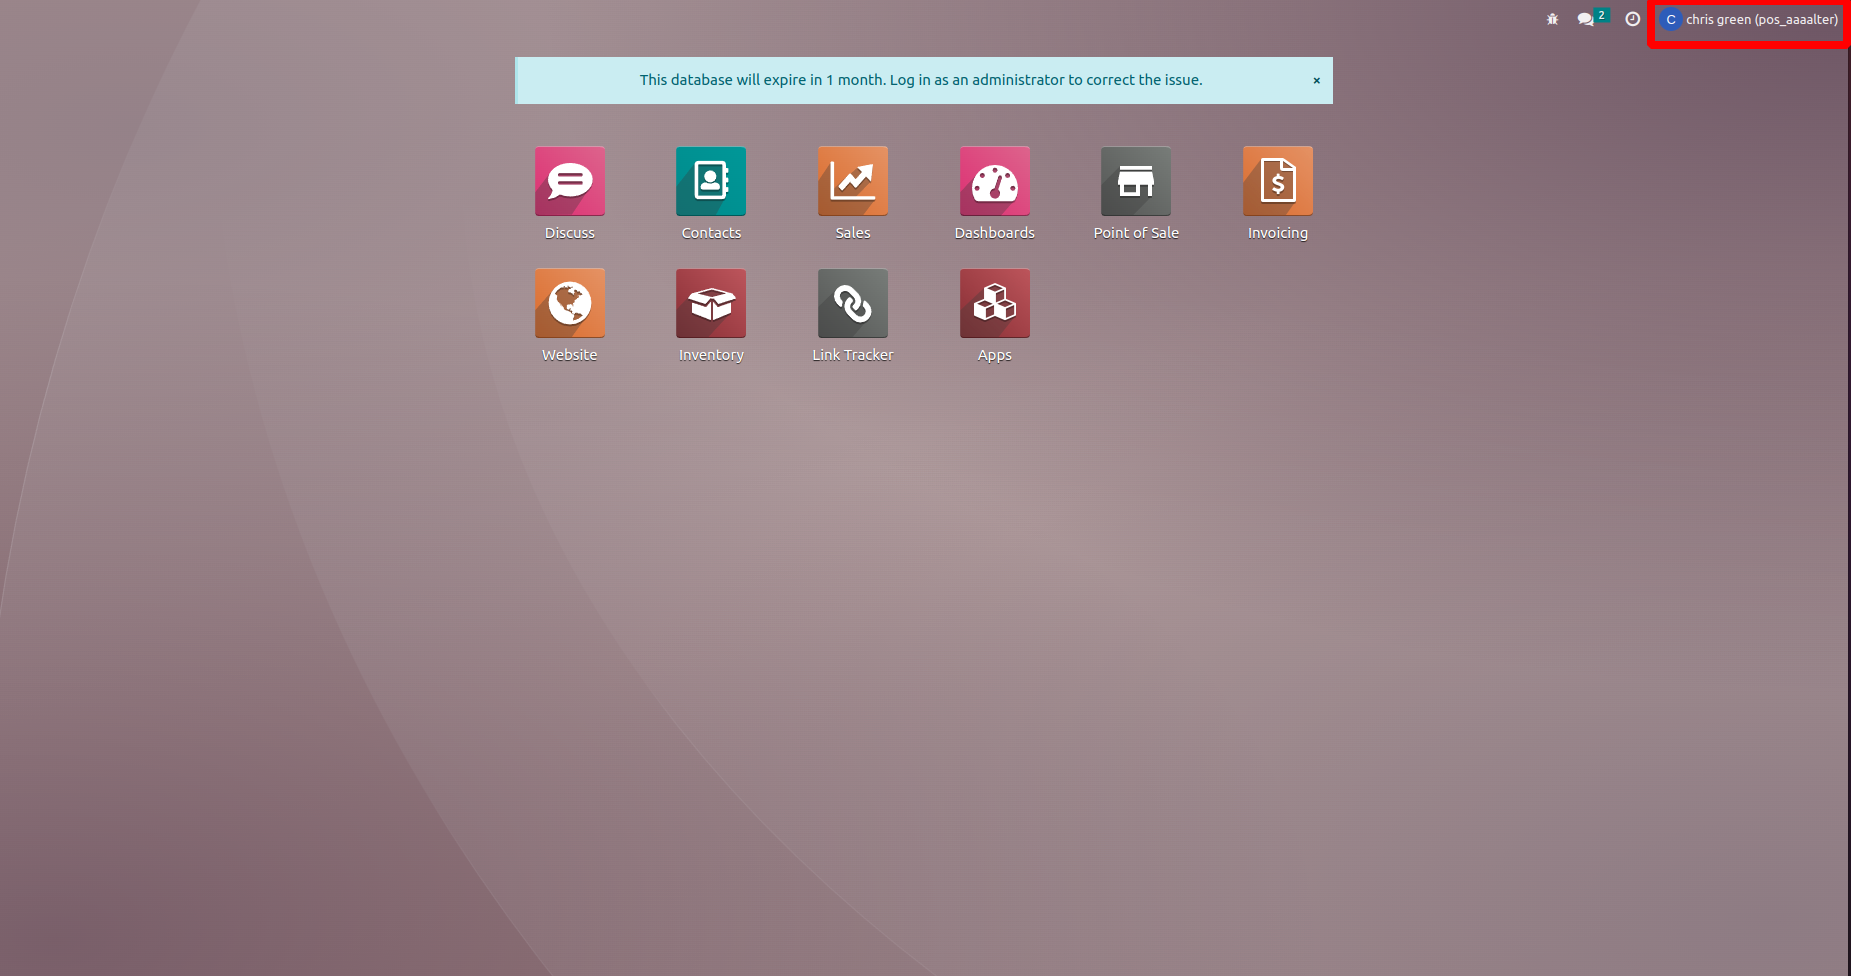 2
C chris green (pos_aaaalter)
This database will expire in 1 month. Log in as an administrator to correct the issue. ×
Discuss Contacts Sales Dashboards Point of Sale Invoicing
Website Inventory Link Tracker Apps